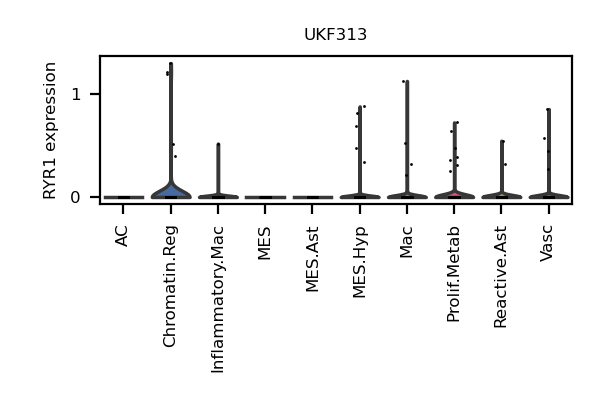 UKF313
RYR1 expression
1
0
AC
Chromatin.Reg
Inflammatory.Mac
MES
MES.Ast
MES.Hyp
Mac
Prolif.Metab
Reactive.Ast
Vasc